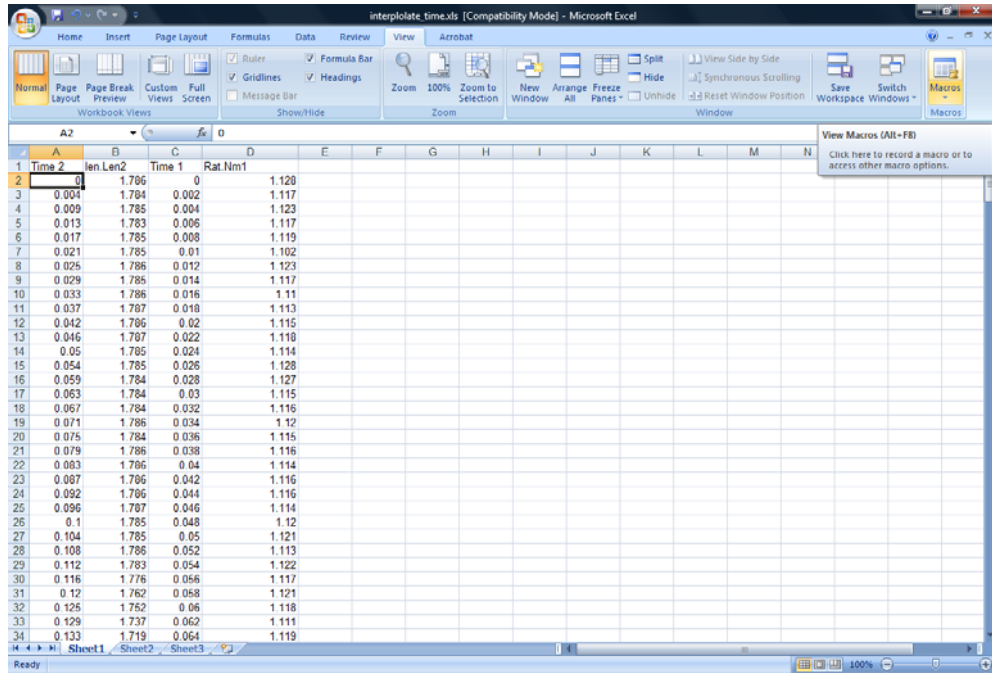 interplolate_time.xls [Compatibility Mode] - Microsoft Excel
Home Insert Page Layout Formulas Data Review View Acrobat
Normal Page Layout Page Break Preview Custom Views Full Screen
Workbook Views
Ruler Formula Bar
Gridlines Headings
Message Bar
Show/Hide
Zoom 100% Zoom to Selection
Zoom
New Window Arrange All Freeze Panes
Split
Hide
Unhide
View Side by Side
Synchronous Scrolling
Reset Window Position
Window
Save Workspace Switch Windows
Macros
Macros
A2 fx 0
View Macros (Alt+F8)
Click here to record a macro or to
access other macro options.
A B C D E F G H I J K L M N
1 Time 2 len.Len2 Time 1 Rat.Nm1
2 0 1.786 0 1.128
3 0.004 1.784 0.002 1.117
4 0.009 1.785 0.004 1.123
5 0.013 1.783 0.006 1.117
6 0.017 1.785 0.008 1.119
7 0.021 1.785 0.01 1.102
8 0.025 1.786 0.012 1.123
9 0.029 1.785 0.014 1.117
10 0.033 1.786 0.016 1.11
11 0.037 1.787 0.018 1.113
12 0.042 1.786 0.02 1.115
13 0.046 1.787 0.022 1.118
14 0.05 1.785 0.024 1.114
15 0.054 1.785 0.026 1.128
16 0.059 1.784 0.028 1.127
17 0.063 1.784 0.03 1.115
18 0.067 1.784 0.032 1.116
19 0.071 1.786 0.034 1.12
20 0.075 1.784 0.036 1.115
21 0.079 1.786 0.038 1.116
22 0.083 1.786 0.04 1.114
23 0.087 1.786 0.042 1.116
24 0.092 1.786 0.044 1.116
25 0.096 1.787 0.046 1.114
26 0.1 1.785 0.048 1.12
27 0.104 1.785 0.05 1.121
28 0.108 1.786 0.052 1.113
29 0.112 1.783 0.054 1.122
30 0.116 1.776 0.056 1.117
31 0.12 1.762 0.058 1.121
32 0.125 1.752 0.06 1.118
33 0.129 1.737 0.062 1.111
34 0.133 1.719 0.064 1.119
Sheet1 Sheet2 Sheet3
Ready 100%